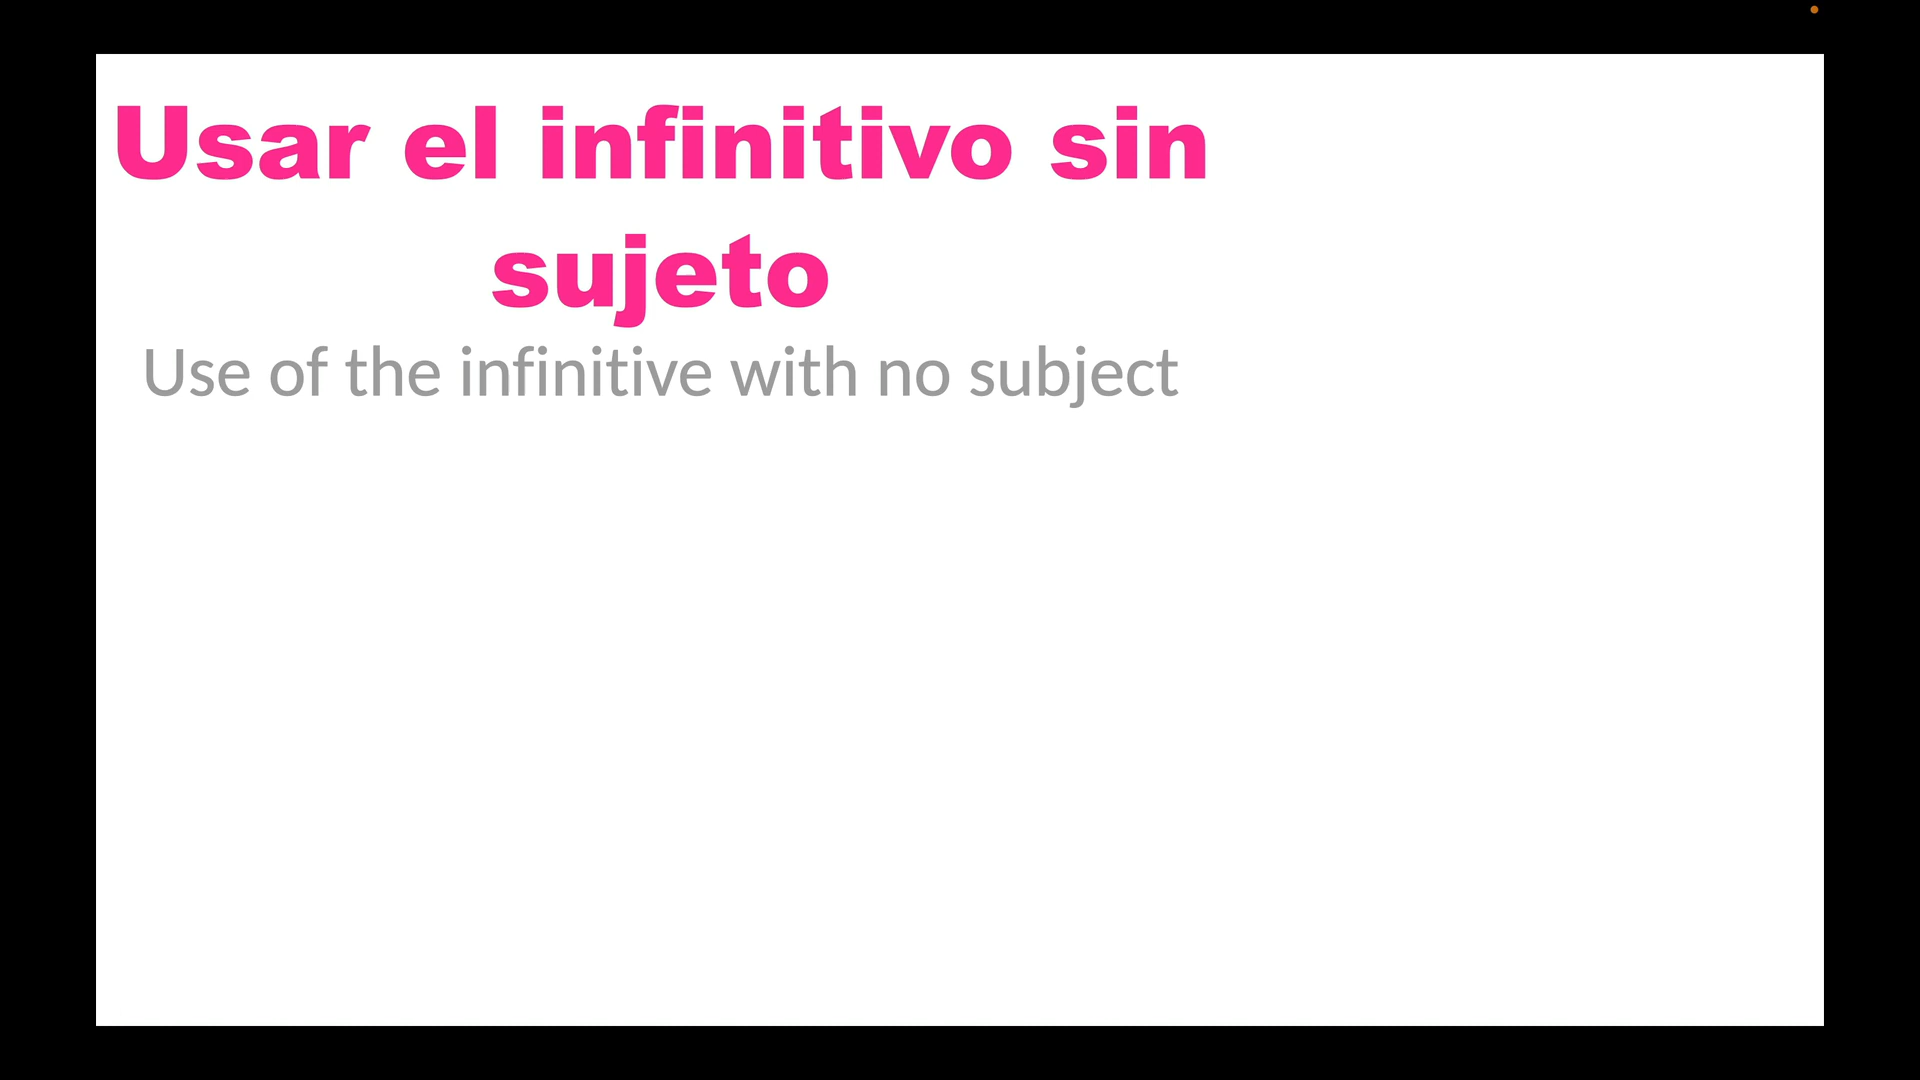 Usar el infinitivo sin
sujeto
Use of the infinitive with no subject